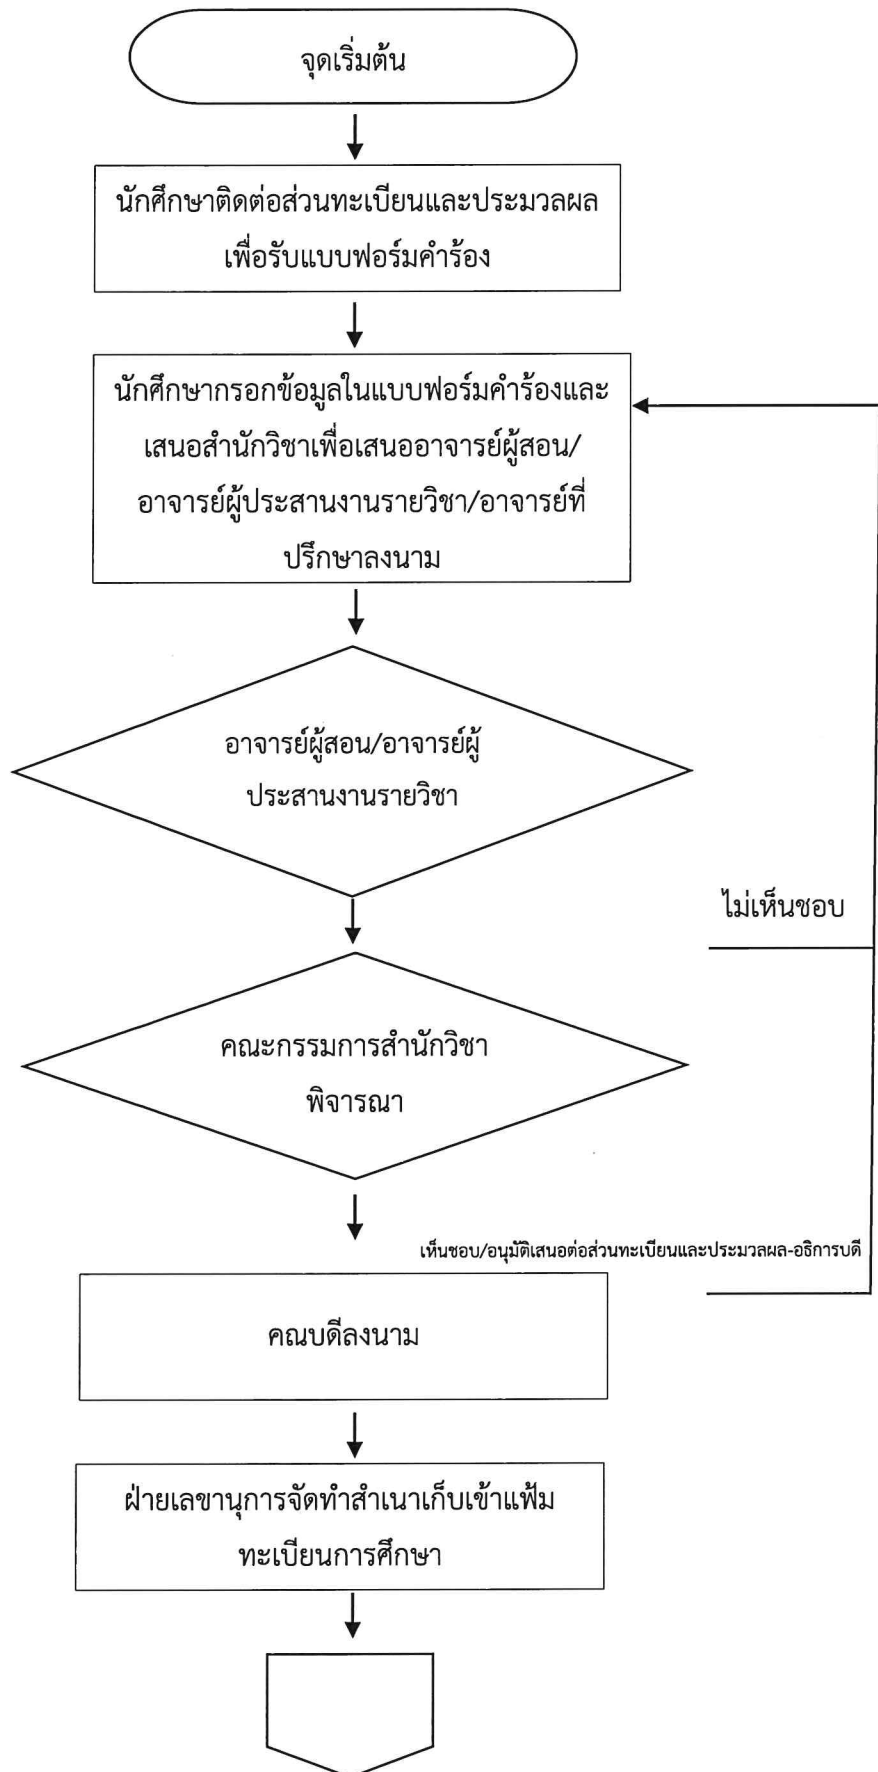 จุดเริ่มต้น
นักศึกษาติดต่อส่วนทะเบียนและประมวลผล
เพื่อรับแบบฟอร์มคำร้อง
นักศึกษากรอกข้อมูลในแบบฟอร์มคำร้องและ
เสนอสำนักวิชาเพื่อเสนออาจารย์ผู้สอน/
อาจารย์ผู้ประสานงานรายวิชา/อาจารย์ที่
ปรึกษาลงนาม
อาจารย์ผู้สอน/อาจารย์ผู้
ประสานงานรายวิชา
ไม่เห็นชอบ
คณะกรรมการสำนักวิชา
พิจารณา
เห็นชอบ/อนุมัติเสนอต่อส่วนทะเบียนและประมวลผล-อธิการบดี
คณบดีลงนาม
ฝ่ายเลขานุการจัดทำสำเนาเก็บเข้าแฟ้ม
ทะเบียนการศึกษา